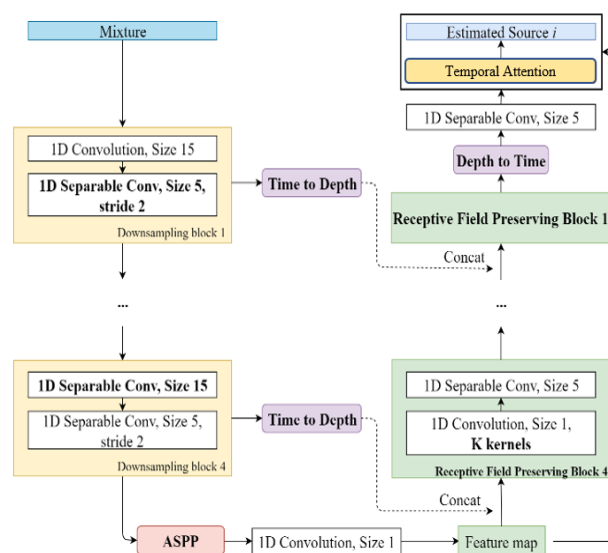 Mixture
1D Convolution, Size 15
1D Separable Conv, Size 5,
stride 2
Downsampling block 1
Time to Depth
...
1D Separable Conv, Size 15
1D Separable Conv, Size 5,
stride 2
Downsampling block 4
Time to Depth
ASPP
1D Convolution, Size 1
Feature map
Concat
1D Convolution, Size 1,
K kernels
1D Separable Conv, Size 5
Receptive Field Preserving Block 4
...
Concat
Receptive Field Preserving Block 1
Depth to Time
1D Separable Conv, Size 5
Temporal Attention
Estimated Source i